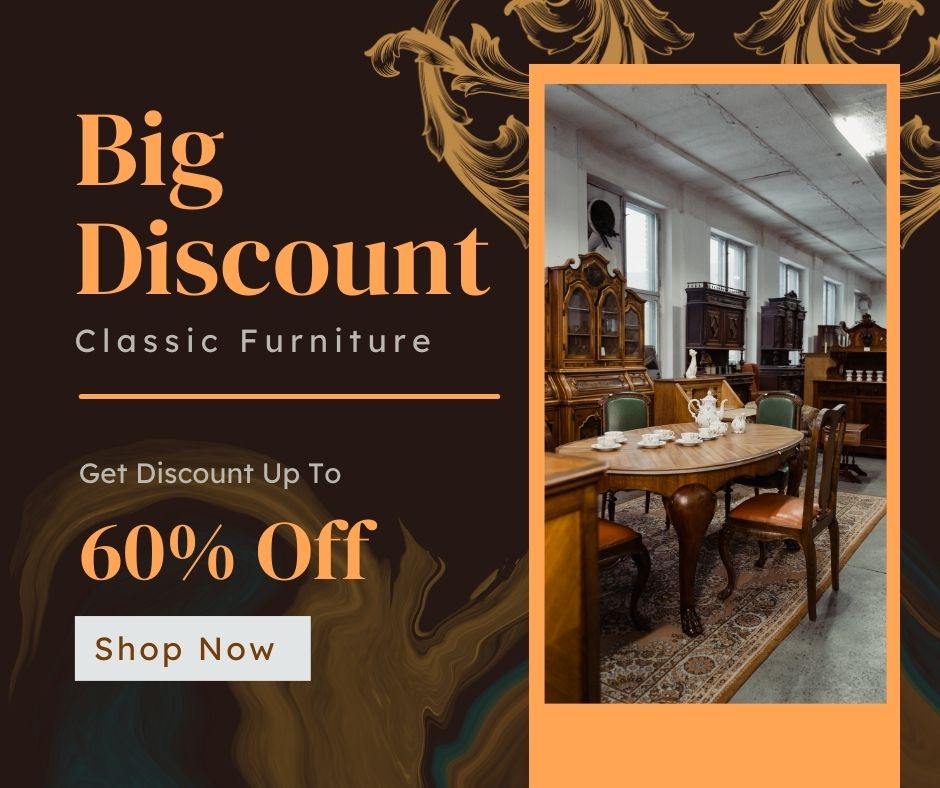 Big
Discount
Classic Furniture
Get Discount Up To
60% Off
Shop Now